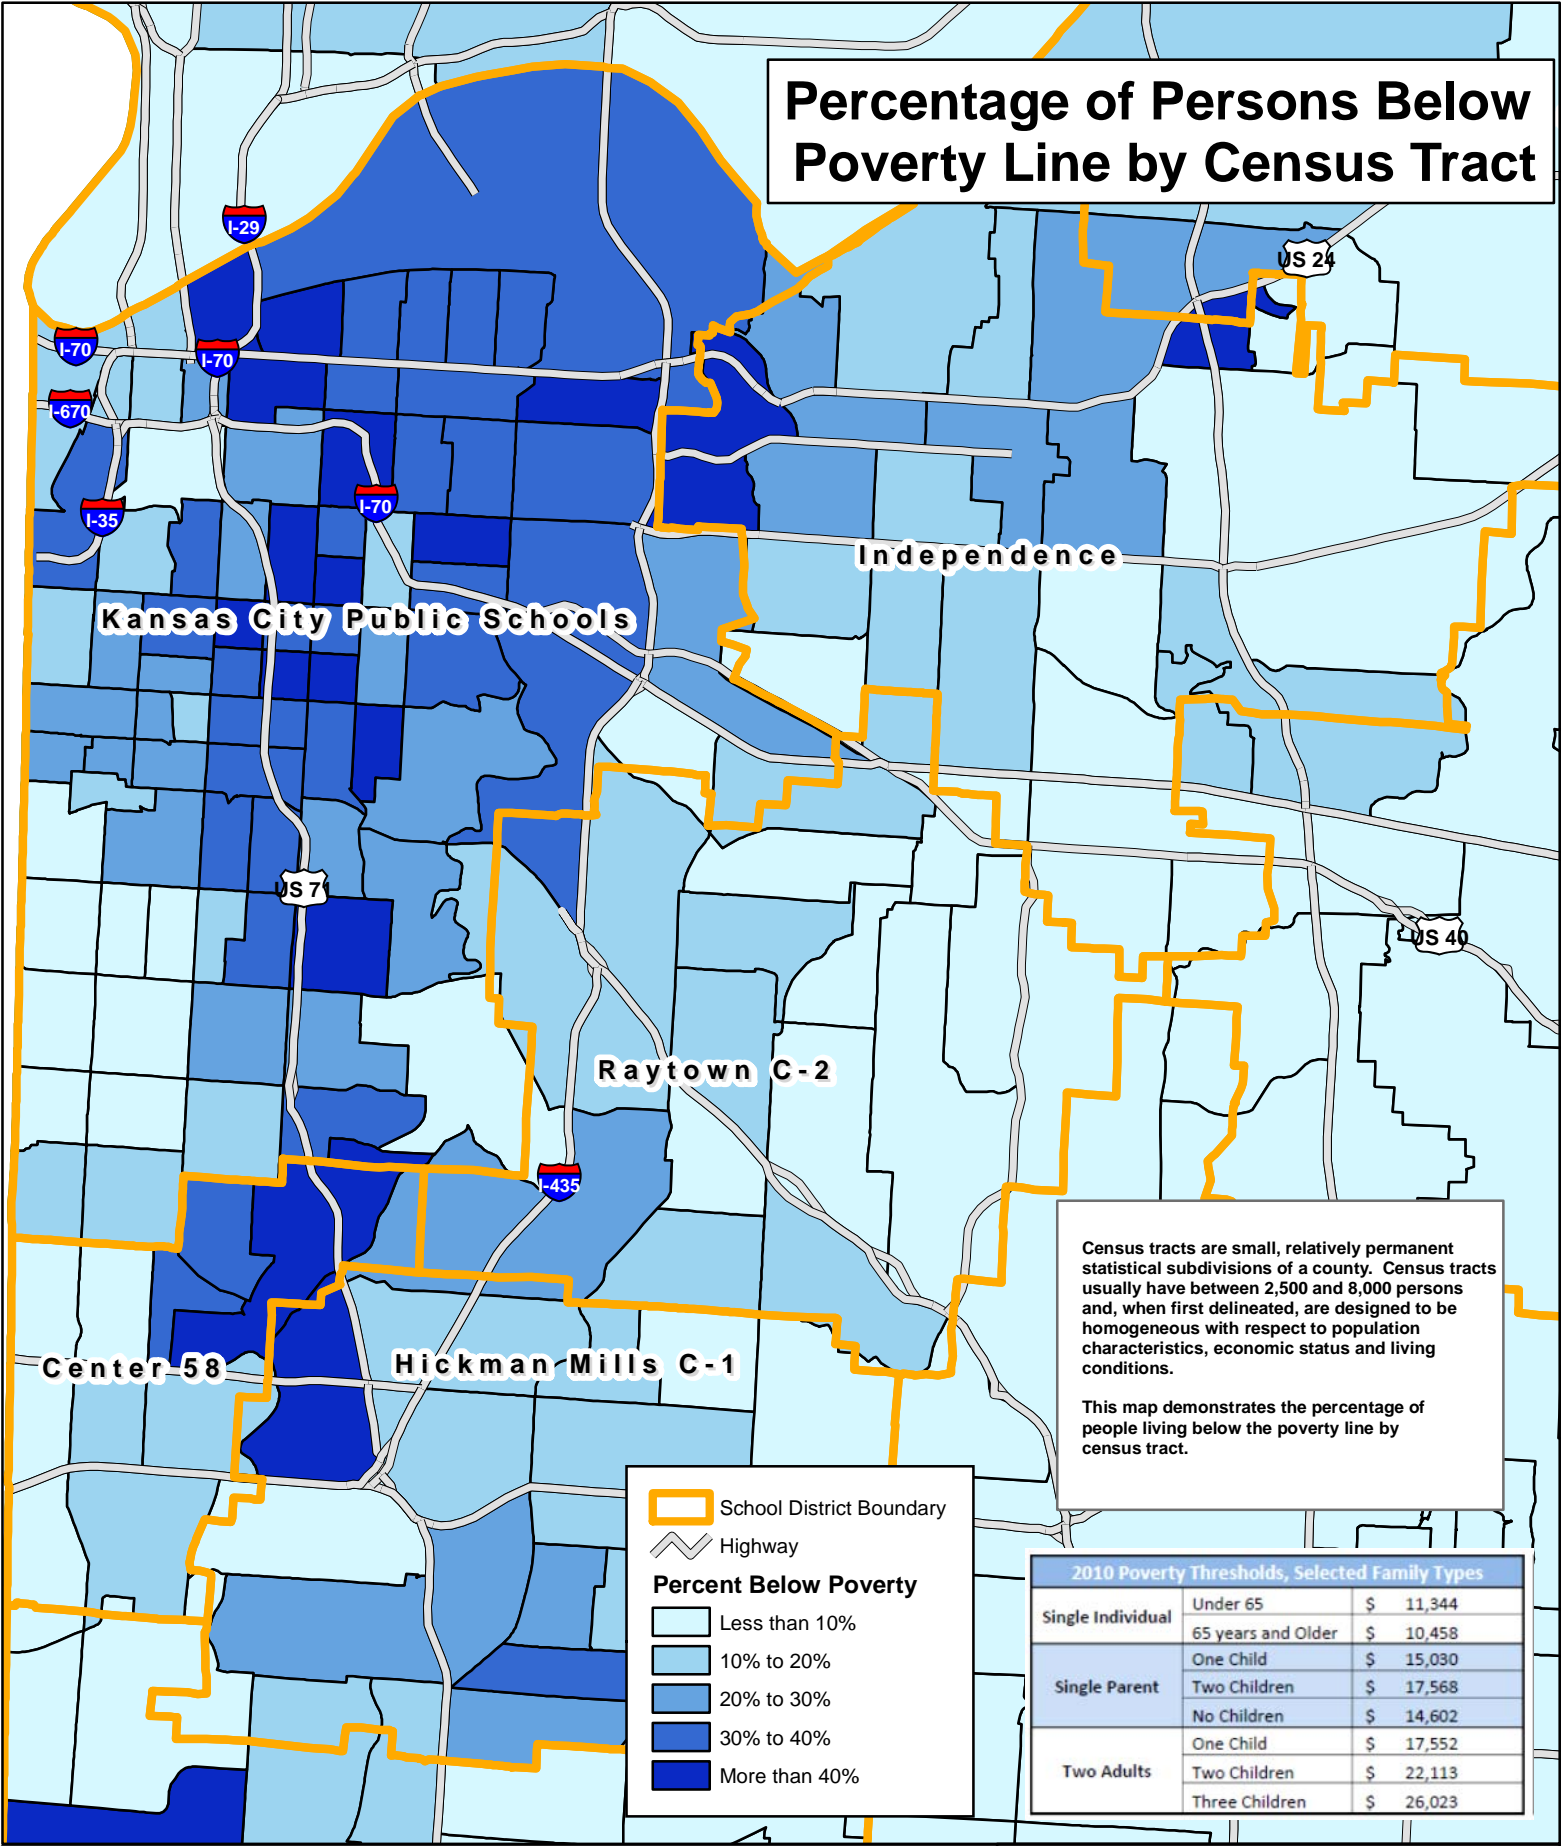 Percentage of Persons Below
Poverty Line by Census Tract
I-29
US 24
I-70
I-70
I-670
I-70
I-35
Independence
Kansas City Public Schools
US 71
US 40
Raytown C-2
I-435
Census tracts are small, relatively permanent
statistical subdivisions of a county. Census tracts
usually have between 2,500 and 8,000 persons
and, when first delineated, are designed to be
homogeneous with respect to population
characteristics, economic status and living
conditions.
This map demonstrates the percentage of
people living below the poverty line by
census tract.
Center 58
Hickman Mills C-1
School District Boundary
Highway
Percent Below Poverty
Less than 10%
10% to 20%
20% to 30%
30% to 40%
More than 40%
2010 Poverty Thresholds, Selected Family Types
Single Individual
Under 65 $ 11,344
65 years and Older $ 10,458
Single Parent
One Child $ 15,030
Two Children $ 17,568
No Children $ 14,602
Two Adults
One Child $ 17,552
Two Children $ 22,113
Three Children $ 26,023